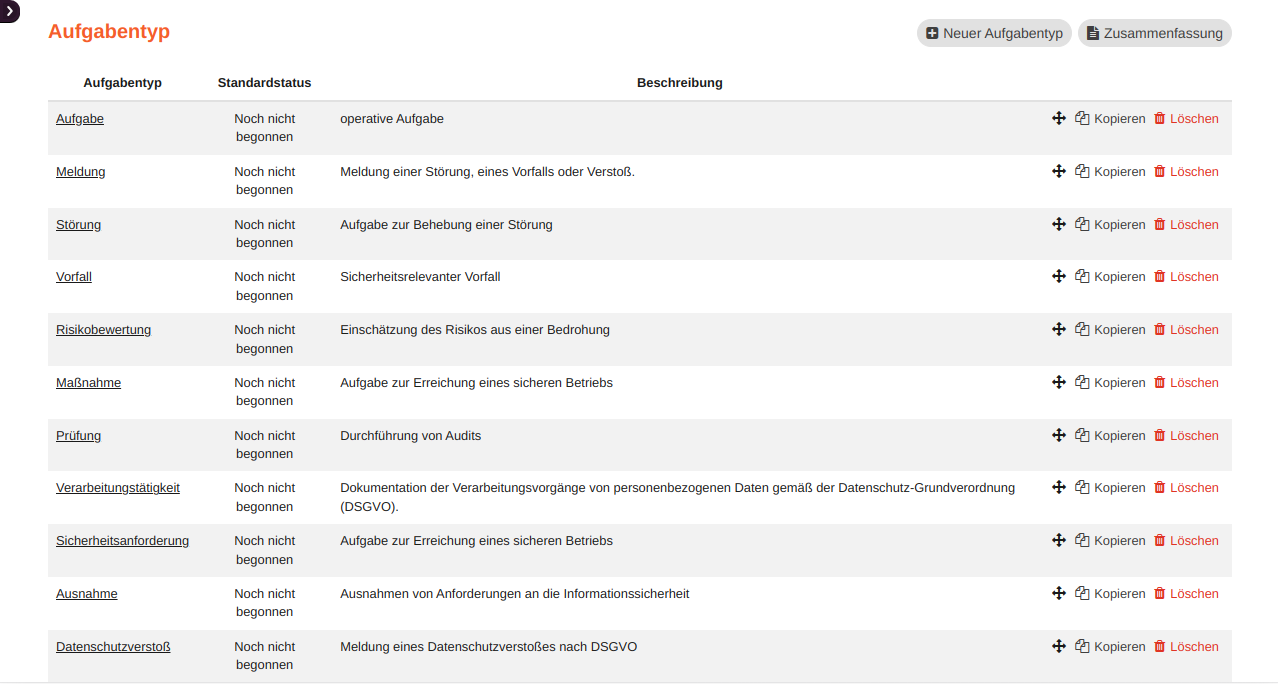 Aufgabentyp
Neuer Aufgabentyp Zusammenfassung
Aufgabentyp Standardstatus Beschreibung
Aufgabe Noch nicht operative Aufgabe Kopieren Löschen
begonnen
Meldung Noch nicht Meldung einer Störung, eines Vorfalls oder Verstoß. Kopieren Löschen
begonnen
Störung Noch nicht Aufgabe zur Behebung einer Störung Kopieren Löschen
begonnen
Vorfall Noch nicht Sicherheitsrelevanter Vorfall Kopieren Löschen
begonnen
Risikobewertung Noch nicht Einschätzung des Risikos aus einer Bedrohung Kopieren Löschen
begonnen
Maßnahme Noch nicht Aufgabe zur Erreichung eines sicheren Betriebs Kopieren Löschen
begonnen
Prüfung Noch nicht Durchführung von Audits Kopieren Löschen
begonnen
Verarbeitungstätigkeit Noch nicht Dokumentation der Verarbeitungsvorgänge von personenbezogenen Daten gemäß der Datenschutz-Grundverordnung Kopieren Löschen
begonnen (DSGVO).
Sicherheitsanforderung Noch nicht Aufgabe zur Erreichung eines sicheren Betriebs Kopieren Löschen
begonnen
Ausnahme Noch nicht Ausnahmen von Anforderungen an die Informationssicherheit Kopieren Löschen
begonnen
Datenschutzverstoß Noch nicht Meldung eines Datenschutzverstoßes nach DSGVO Kopieren Löschen
begonnen